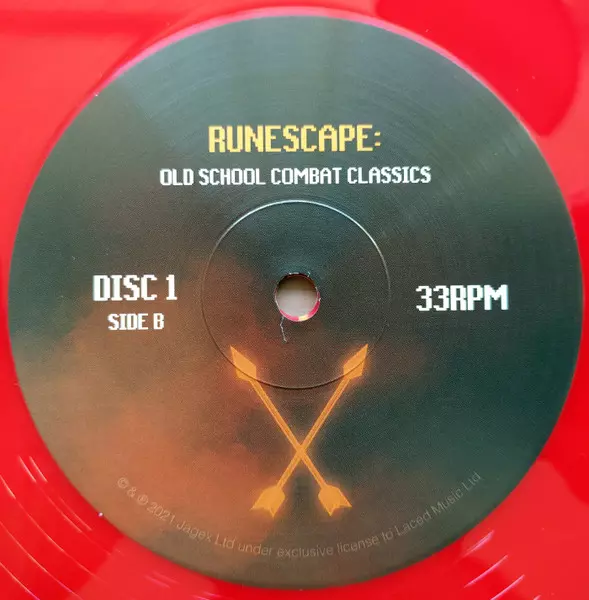 RUNESCAPE:
OLD SCHOOL COMBAT CLASSICS
DISC 1
SIDE B
33RPM
© & ℗ 2021 Jagex Ltd under exclusive license to Laced Music Ltd